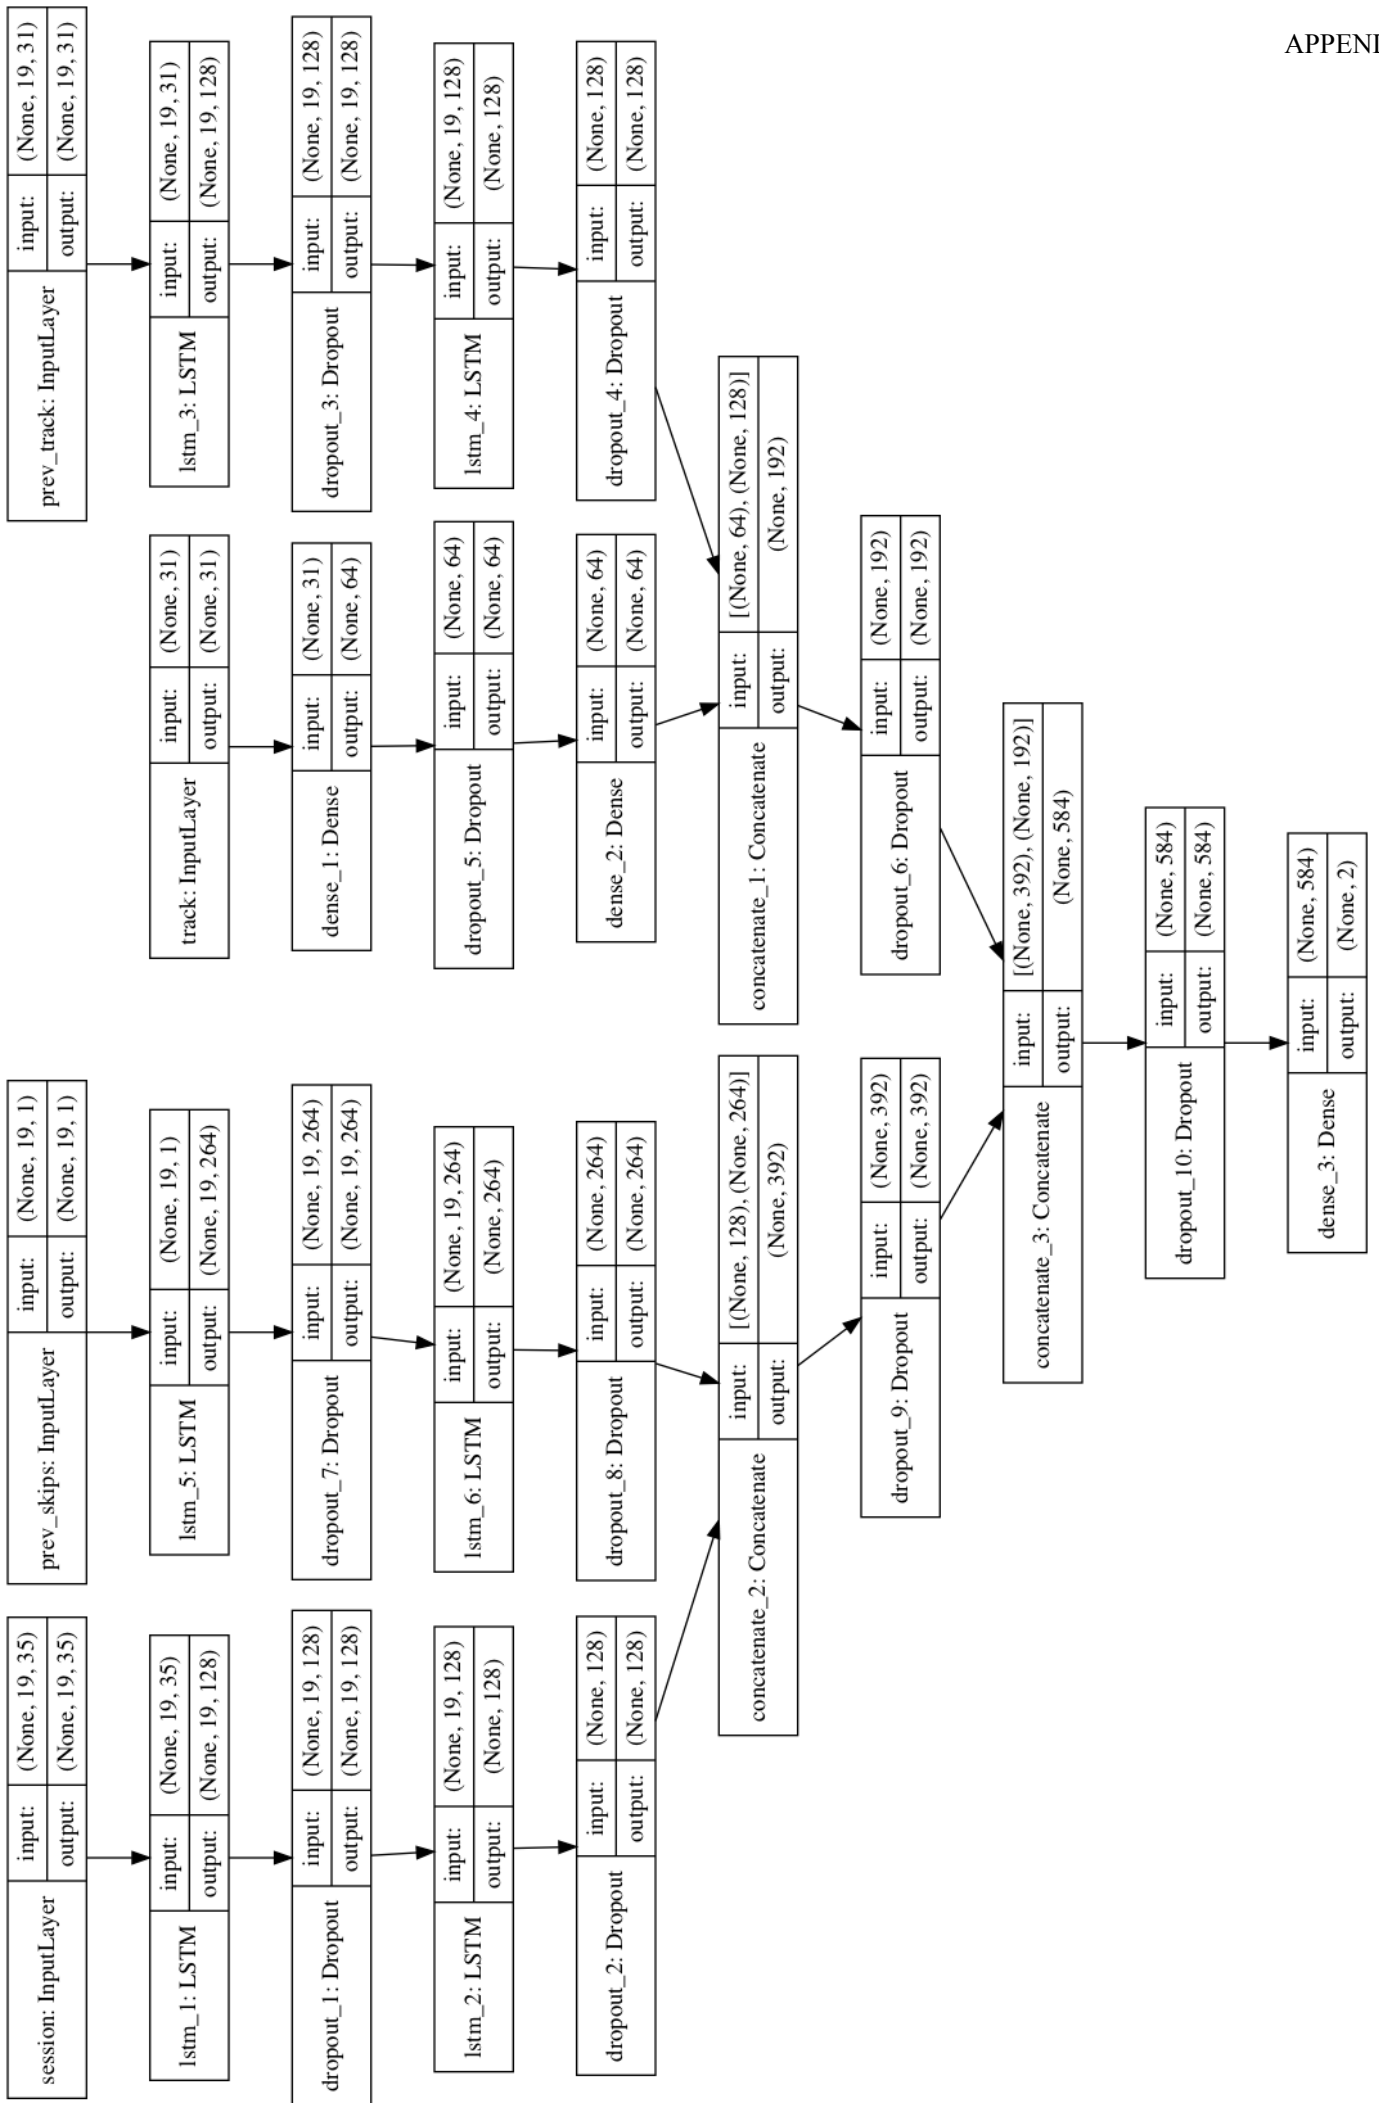 APPENI
session: InputLayer
input:
(None, 19, 35)
output:
(None, 19, 35)
prev_skips: InputLayer
input:
(None, 19, 1)
output:
(None, 19, 1)
prev_track: InputLayer
input:
(None, 19, 31)
output:
(None, 19, 31)
lstm_1: LSTM
input:
(None, 19, 35)
output:
(None, 19, 128)
lstm_5: LSTM
input:
(None, 19, 1)
output:
(None, 19, 264)
track: InputLayer
input:
(None, 31)
output:
(None, 31)
lstm_3: LSTM
input:
(None, 19, 31)
output:
(None, 19, 128)
dropout_1: Dropout
input:
(None, 19, 128)
output:
(None, 19, 128)
dropout_7: Dropout
input:
(None, 19, 264)
output:
(None, 19, 264)
dense_1: Dense
input:
(None, 31)
output:
(None, 64)
dropout_3: Dropout
input:
(None, 19, 128)
output:
(None, 19, 128)
lstm_2: LSTM
input:
(None, 19, 128)
output:
(None, 128)
lstm_6: LSTM
input:
(None, 19, 264)
output:
(None, 264)
dropout_5: Dropout
input:
(None, 64)
output:
(None, 64)
lstm_4: LSTM
input:
(None, 19, 128)
output:
(None, 128)
dropout_2: Dropout
input:
(None, 128)
output:
(None, 128)
dropout_8: Dropout
input:
(None, 264)
output:
(None, 264)
dense_2: Dense
input:
(None, 64)
output:
(None, 64)
dropout_4: Dropout
input:
(None, 128)
output:
(None, 128)
concatenate_2: Concatenate
input:
[(None, 128), (None, 264)]
output:
(None, 392)
concatenate_1: Concatenate
input:
[(None, 64), (None, 128)]
output:
(None, 192)
dropout_9: Dropout
input:
(None, 392)
output:
(None, 392)
dropout_6: Dropout
input:
(None, 192)
output:
(None, 192)
concatenate_3: Concatenate
input:
[(None, 392), (None, 192)]
output:
(None, 584)
dropout_10: Dropout
input:
(None, 584)
output:
(None, 584)
dense_3: Dense
input:
(None, 584)
output:
(None, 2)